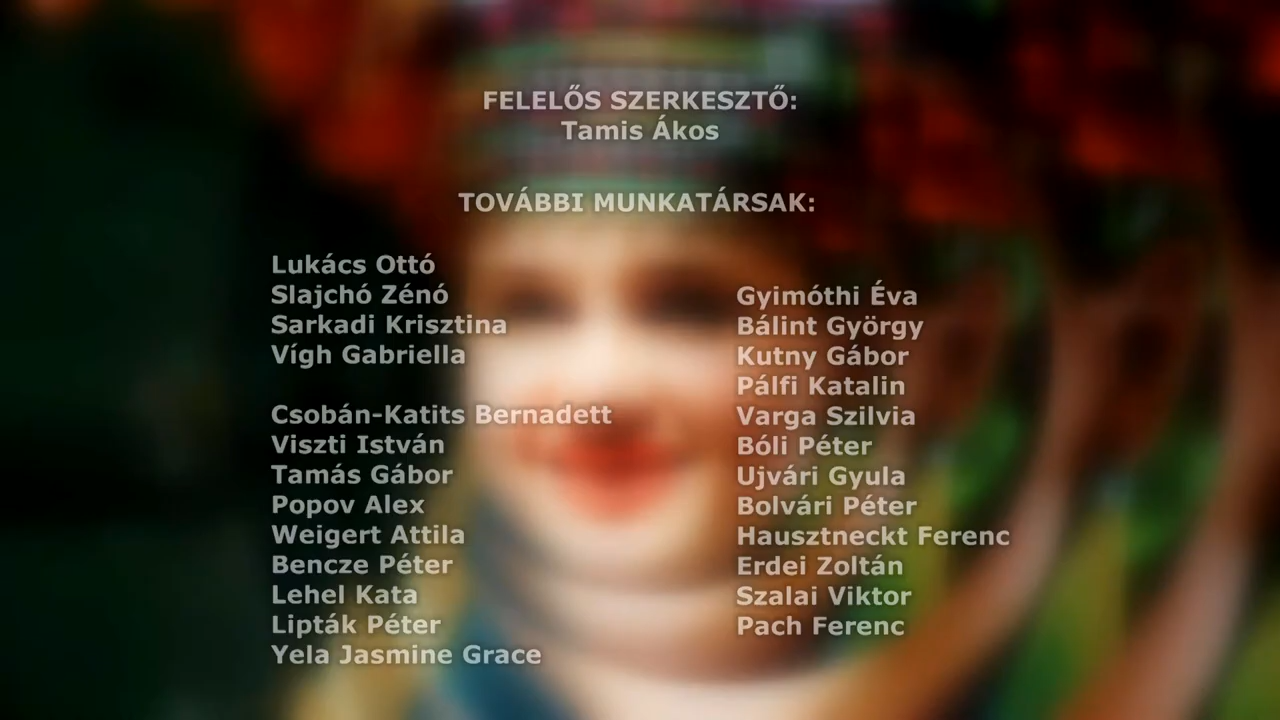 FELELŐS SZERKESZTŐ:
Tamis Ákos
TOVÁBBI MUNKATÁRSAK:
Lukács Ottó
Slajchó Zénó
Sarkadi Krisztina
Vígh Gabriella
Csobán-Katits Bernadett
Viszti István
Tamás Gábor
Popov Alex
Weigert Attila
Bencze Péter
Lehel Kata
Lipták Péter
Yela Jasmine Grace
Gyimóthi Éva
Bálint György
Kutny Gábor
Pálfi Katalin
Varga Szilvia
Bóli Péter
Ujvári Gyula
Bolvári Péter
Hausztneckt Ferenc
Erdei Zoltán
Szalai Viktor
Pach Ferenc